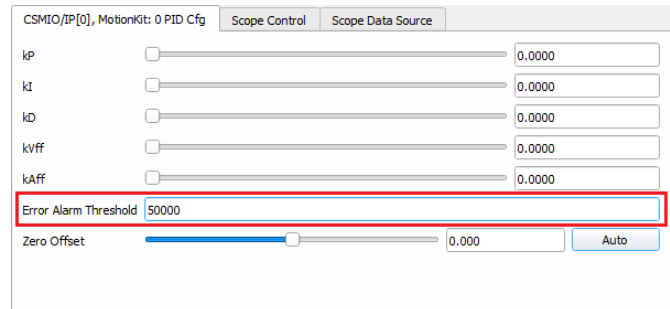 CSMIO/IP[0], MotionKit: 0 PID Cfg Scope Control Scope Data Source
kP 0.0000
kI 0.0000
kD 0.0000
kVff 0.0000
kAff 0.0000
Error Alarm Threshold 50000
Zero Offset 0.000 Auto